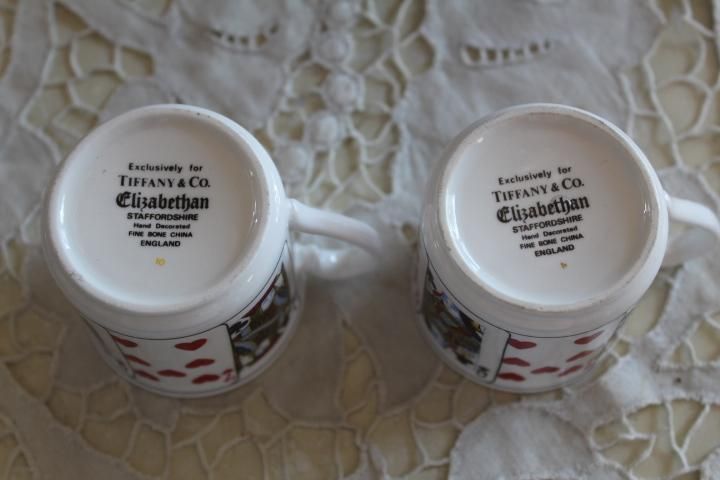 Exclusively for
TIFFANY & CO.
Elizabethan
STAFFORDSHIRE
Hand Decorated
FINE BONE CHINA
ENGLAND
Exclusively for
TIFFANY & CO.
Elizabethan
STAFFORDSHIRE
Hand Decorated
FINE BONE CHINA
ENGLAND